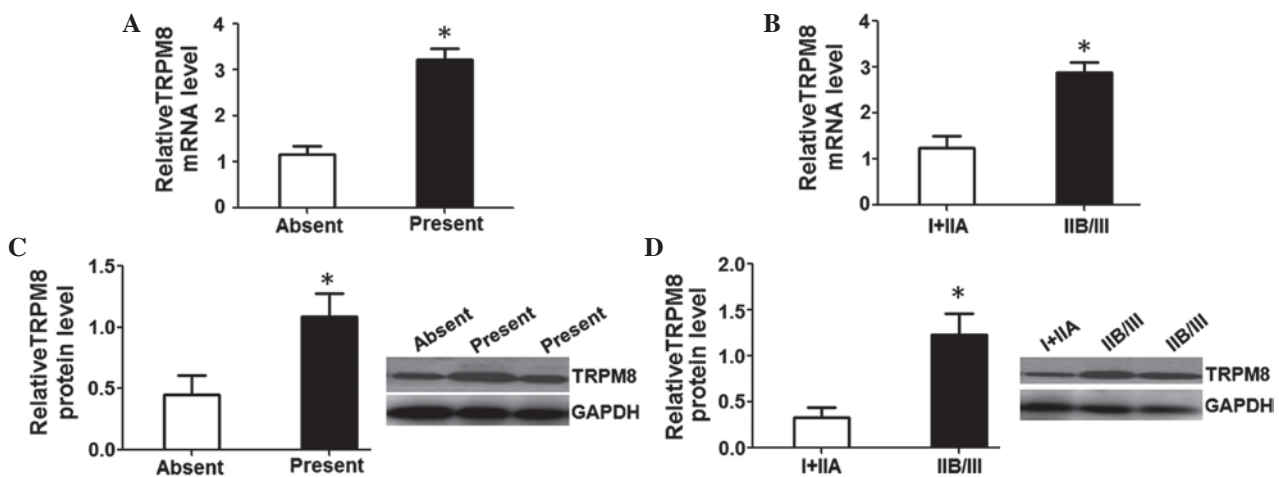 A
RelativeTRPM8
mRNA level
4
3
2
1
0
*
Absent
Present
B
RelativeTRPM8
mRNA level
4
3
2
1
0
*
I+IIA
IIB/III
C
RelativeTRPM8
protein level
1.5
1.0
0.5
0.0
*
Absent
Present
Absent
Present
Present
TRPM8
GAPDH
D
RelativeTRPM8
protein level
2.0
1.5
1.0
0.5
0.0
*
I+IIA
IIB/III
I+IIA
IIB/III
IIB/III
TRPM8
GAPDH